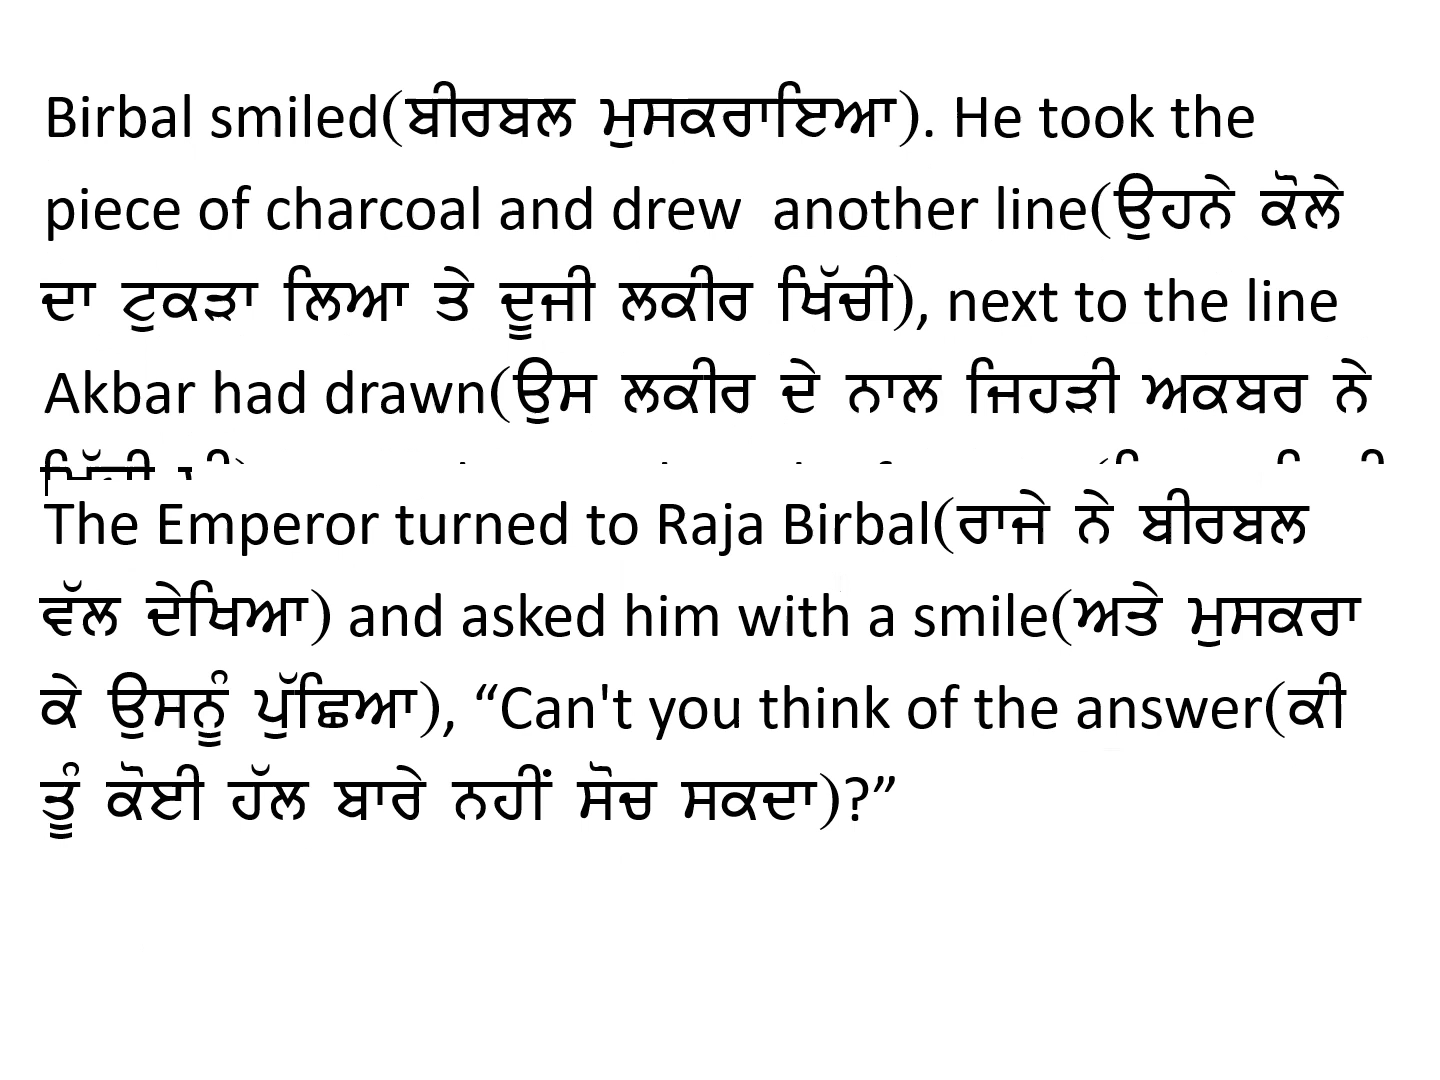 Birbal smiled(ਬੀਰਬਲ ਮੁਸਕਰਾਇਆ). He took the
piece of charcoal and drew another line(ਉਹਨੇ ਕੋਲੇ
ਦਾ ਟੁਕੜਾ ਲਿਆ ਤੇ ਦੂਜੀ ਲਕੀਰ ਖਿੱਚੀ), next to the line
Akbar had drawn(ਉਸ ਲਕੀਰ ਦੇ ਨਾਲ ਜਿਹੜੀ ਅਕਬਰ ਨੇ
The Emperor turned to Raja Birbal(ਰਾਜੇ ਨੇ ਬੀਰਬਲ
ਵੱਲ ਦੇਖਿਆ) and asked him with a smile(ਅਤੇ ਮੁਸਕਰਾ
ਕੇ ਉਸਨੂੰ ਪੁੱਛਿਆ), “Can't you think of the answer(ਕੀ
ਤੂੰ ਕੋਈ ਹੱਲ ਬਾਰੇ ਨਹੀਂ ਸੋਚ ਸਕਦਾ)?”